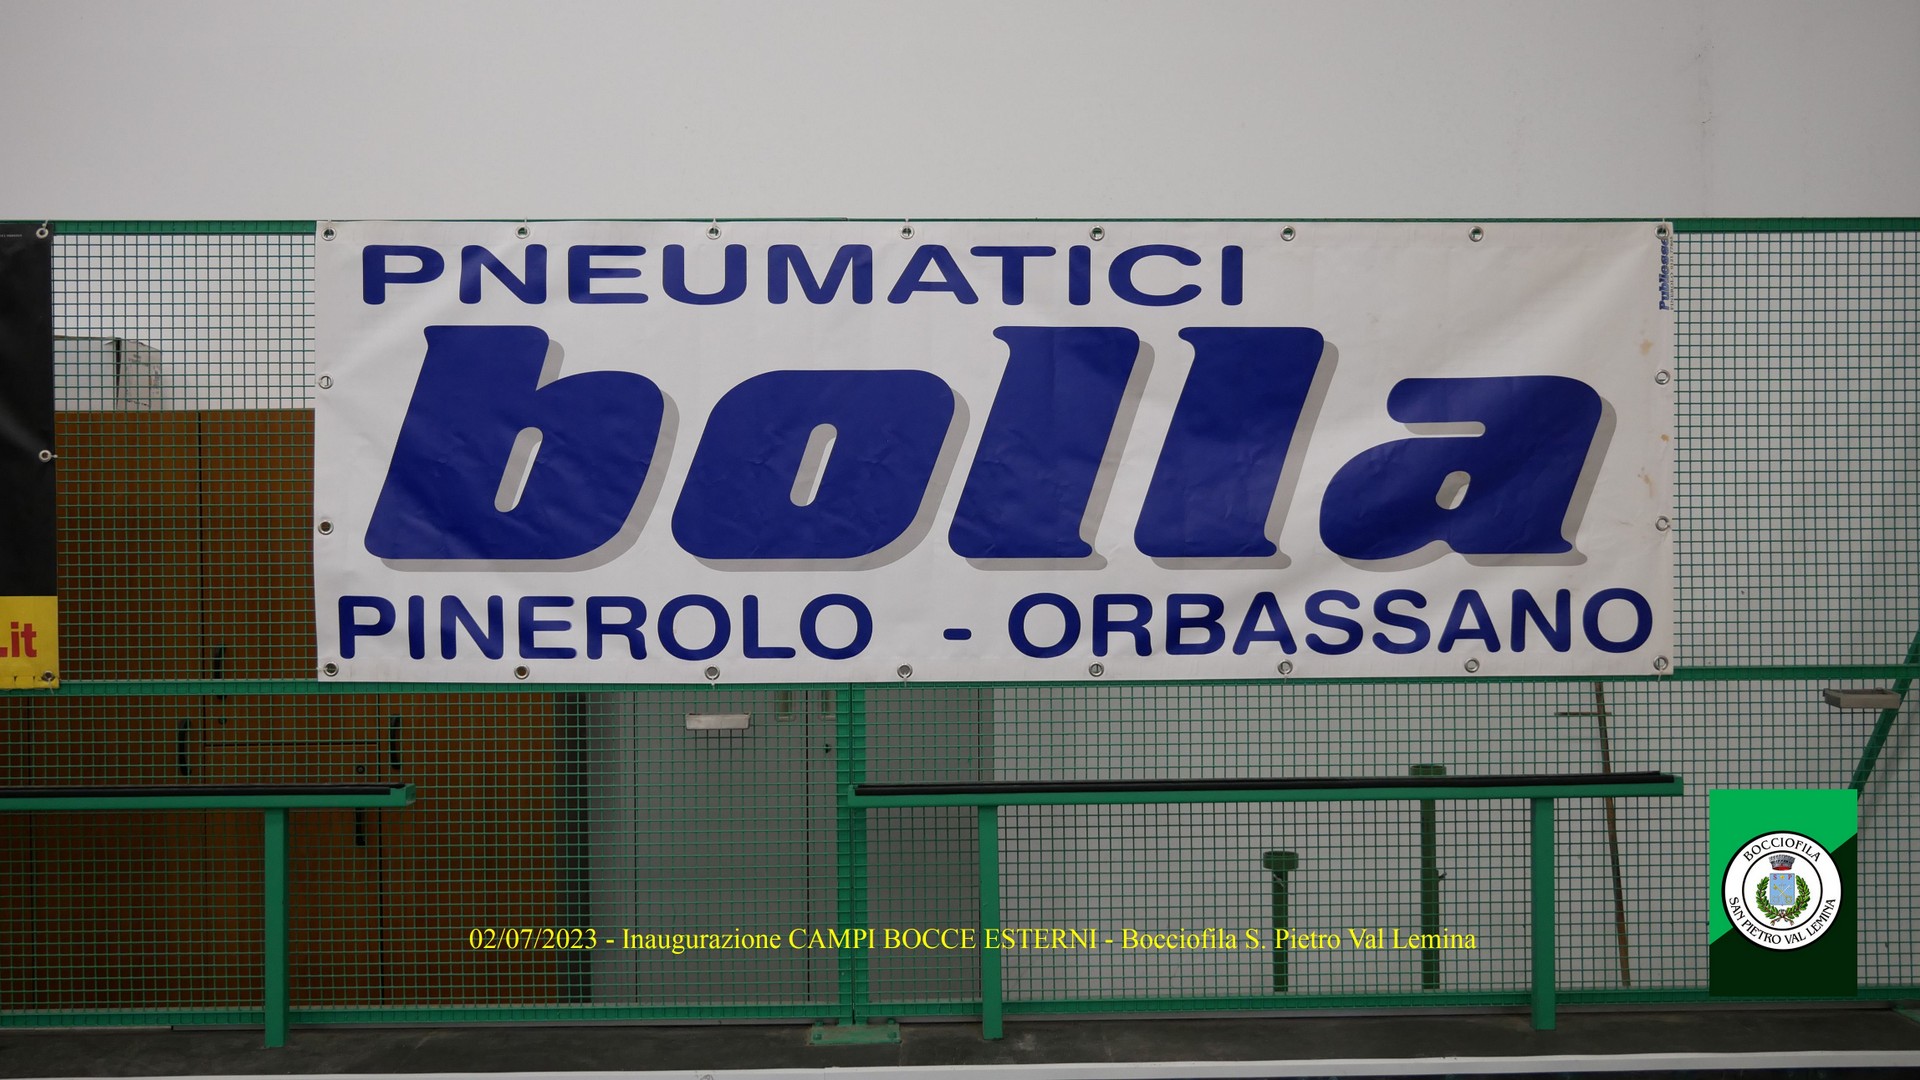 PNEUMATICI
bolla
PINEROLO - ORBASSANO
Publiesse
.it
02/07/2023 - Inaugurazione CAMPI BOCCE ESTERNI - Bocciofila S. Pietro Val Lemina
BOCCIOFILA
SAN PIETRO VAL LEMINA